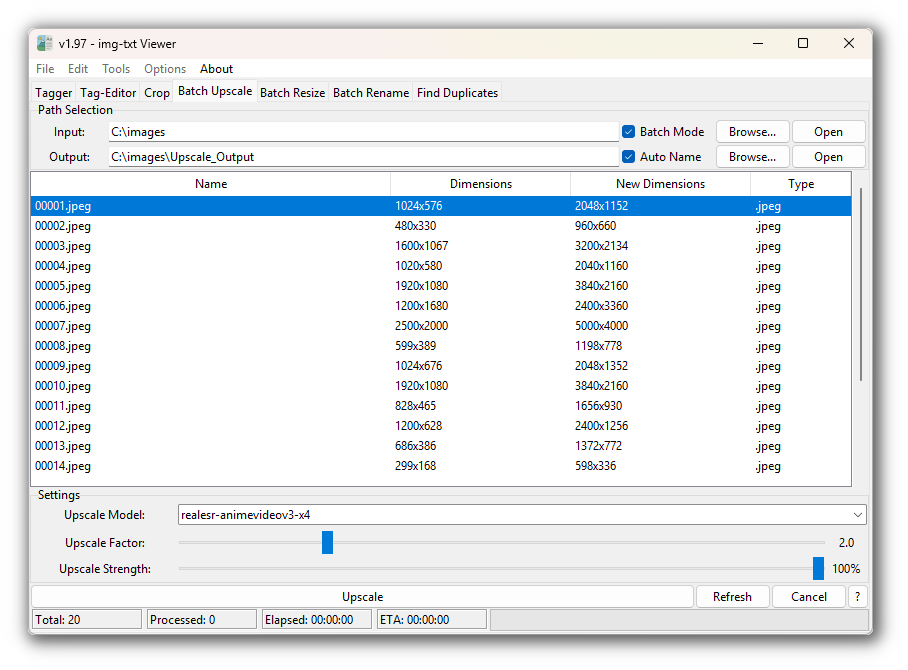 v1.97 - img-txt Viewer
File Edit Tools Options About
Tagger Tag-Editor Crop Batch Upscale Batch Resize Batch Rename Find Duplicates
Path Selection
Input: C:\images Batch Mode Browse... Open
Output: C:\images\Upscale_Output Auto Name Browse... Open
Name Dimensions New Dimensions Type
00001.jpeg 1024x576 2048x1152 .jpeg
00002.jpeg 480x330 960x660 .jpeg
00003.jpeg 1600x1067 3200x2134 .jpeg
00004.jpeg 1020x580 2040x1160 .jpeg
00005.jpeg 1920x1080 3840x2160 .jpeg
00006.jpeg 1200x1680 2400x3360 .jpeg
00007.jpeg 2500x2000 5000x4000 .jpeg
00008.jpeg 599x389 1198x778 .jpeg
00009.jpeg 1024x676 2048x1352 .jpeg
00010.jpeg 1920x1080 3840x2160 .jpeg
00011.jpeg 828x465 1656x930 .jpeg
00012.jpeg 1200x628 2400x1256 .jpeg
00013.jpeg 686x386 1372x772 .jpeg
00014.jpeg 299x168 598x336 .jpeg
Settings
Upscale Model: realesr-animevideov3-x4
Upscale Factor: 2.0
Upscale Strength: 100%
Upscale Refresh Cancel ?
Total: 20 Processed: 0 Elapsed: 00:00:00 ETA: 00:00:00